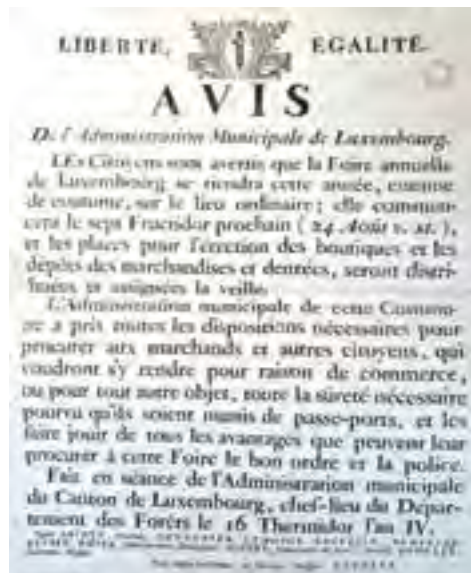 LIBERTÉ, EGALITÉ.
AVIS
De l'Administration Municipale de Luxembourg.
LES Citoyens sont avertis que la Foire annuelle
de Luxembourg se tiendra cette année, comme
de coutume, sur le lieu ordinaire; elle commen-
cera le sept Fructidor prochain (24 Août v. st.),
et les places pour l'érection des boutiques et les
dépôts des marchandises et denrées, seront distri-
buées et assignées la veille.
L'Administration municipale de cette Commu-
ne a pris toutes les dispositions nécessaires pour
procurer aux marchands et autres citoyens, qui
voudront s'y rendre pour raison de commerce,
ou pour tout autre objet, toute la sûreté nécessaire
pourvu qu'ils soient munis de passe-ports, et les
faire jouir de tous les avantages que peuvent leur
procurer à cette Foire le bon ordre et la police.
Fait en séance de l'Administration municipale
du Canton de Luxembourg, chef-lieu du Dépar-
tement des Forêts le 16 Thermidor l'an IV.